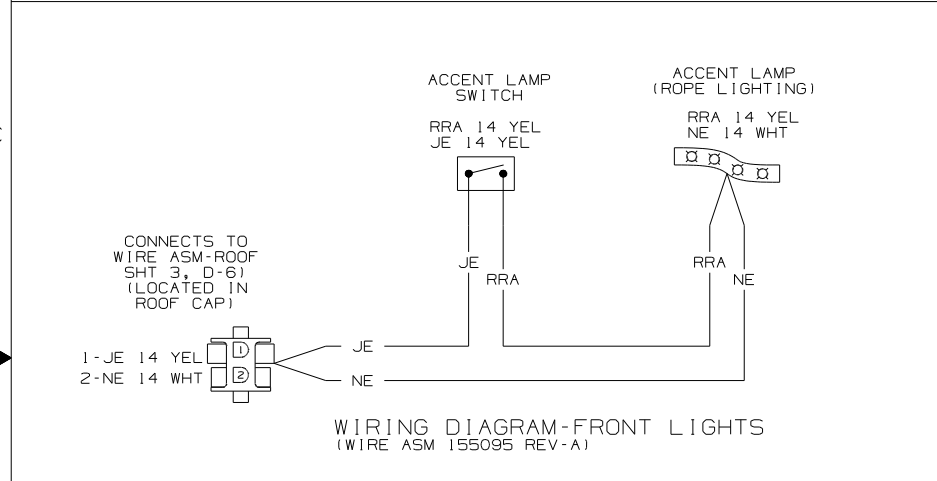 ACCENT LAMP
SWITCH
RRA 14 YEL
JE 14 YEL
ACCENT LAMP
(ROPE LIGHTING)
RRA 14 YEL
NE 14 WHT
JE
RRA
RRA
NE
CONNECTS TO
WIRE ASM-ROOF
SHT 3, D-6)
(LOCATED IN
ROOF CAP)
1-JE 14 YEL
2-NE 14 WHT
1
2
JE
NE
WIRING DIAGRAM-FRONT LIGHTS
(WIRE ASM 155095 REV-A)